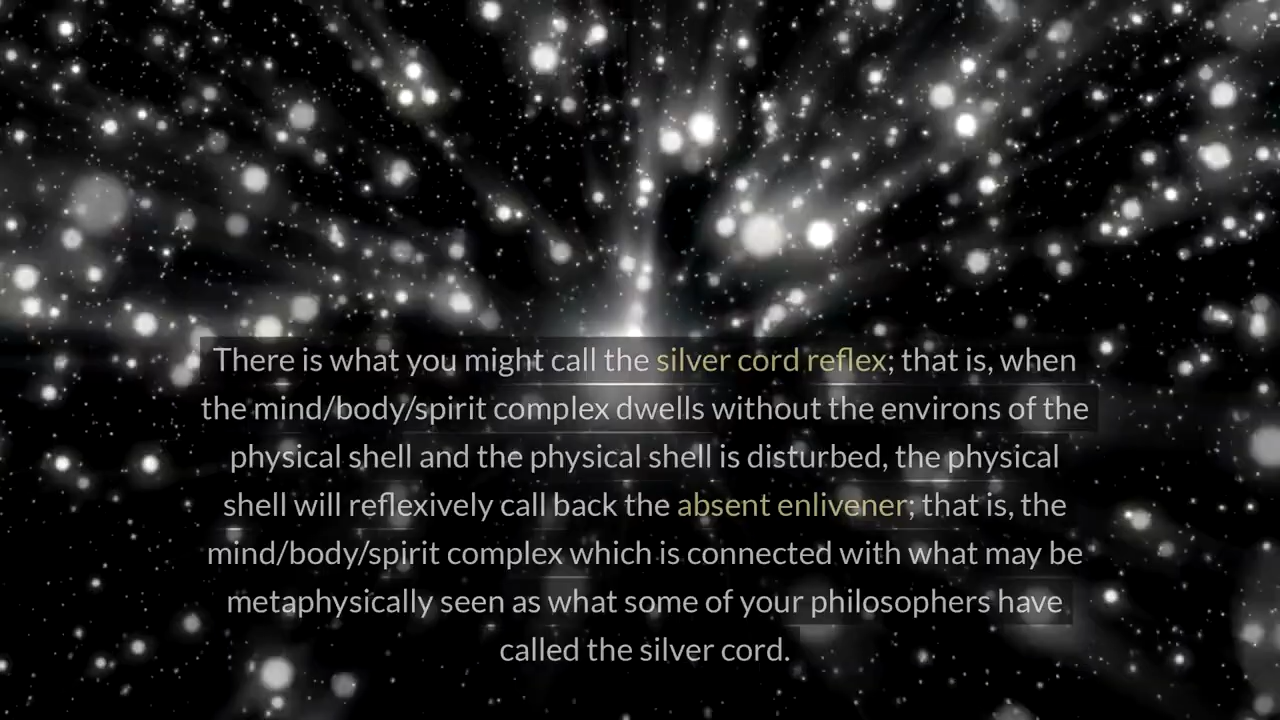 There is what you might call the silver cord reflex; that is, when
the mind/body/spirit complex dwells without the environs of the
physical shell and the physical shell is disturbed, the physical
shell will reflexively call back the absent enlivener; that is, the
mind/body/spirit complex which is connected with what may be
metaphysically seen as what some of your philosophers have
called the silver cord.